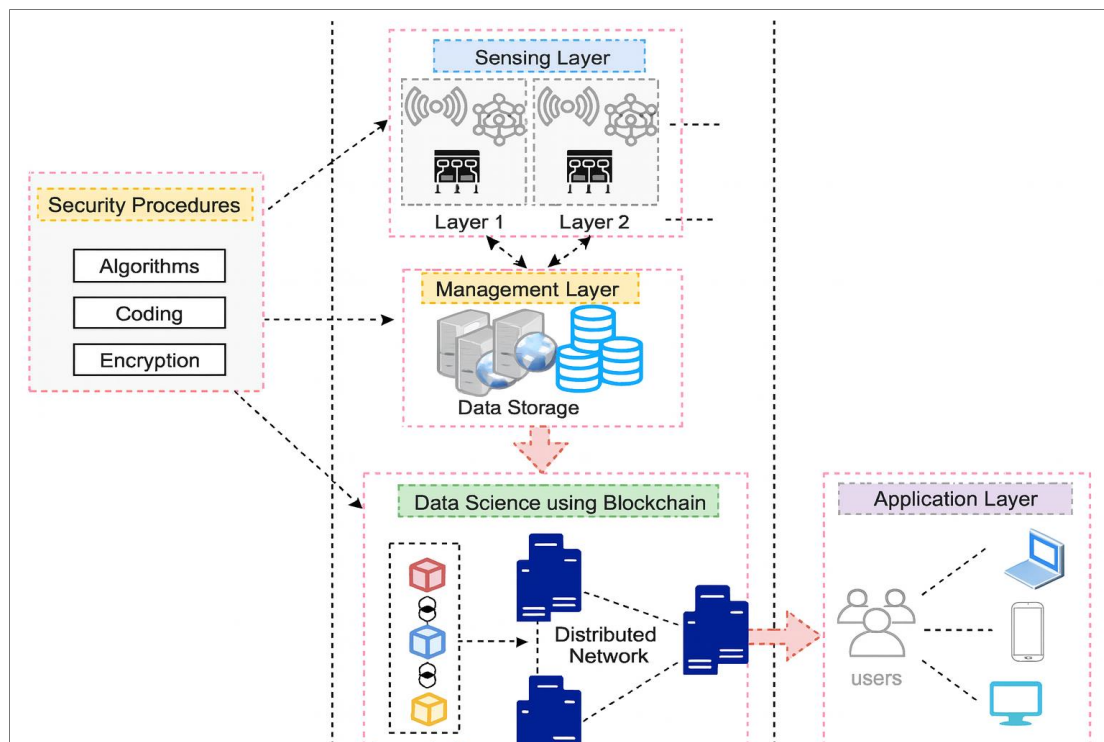 Sensing Layer
Layer 1
Layer 2
Security Procedures
Algorithms
Coding
Encryption
Management Layer
Data Storage
Data Science using Blockchain
Distributed
Network
Application Layer
users